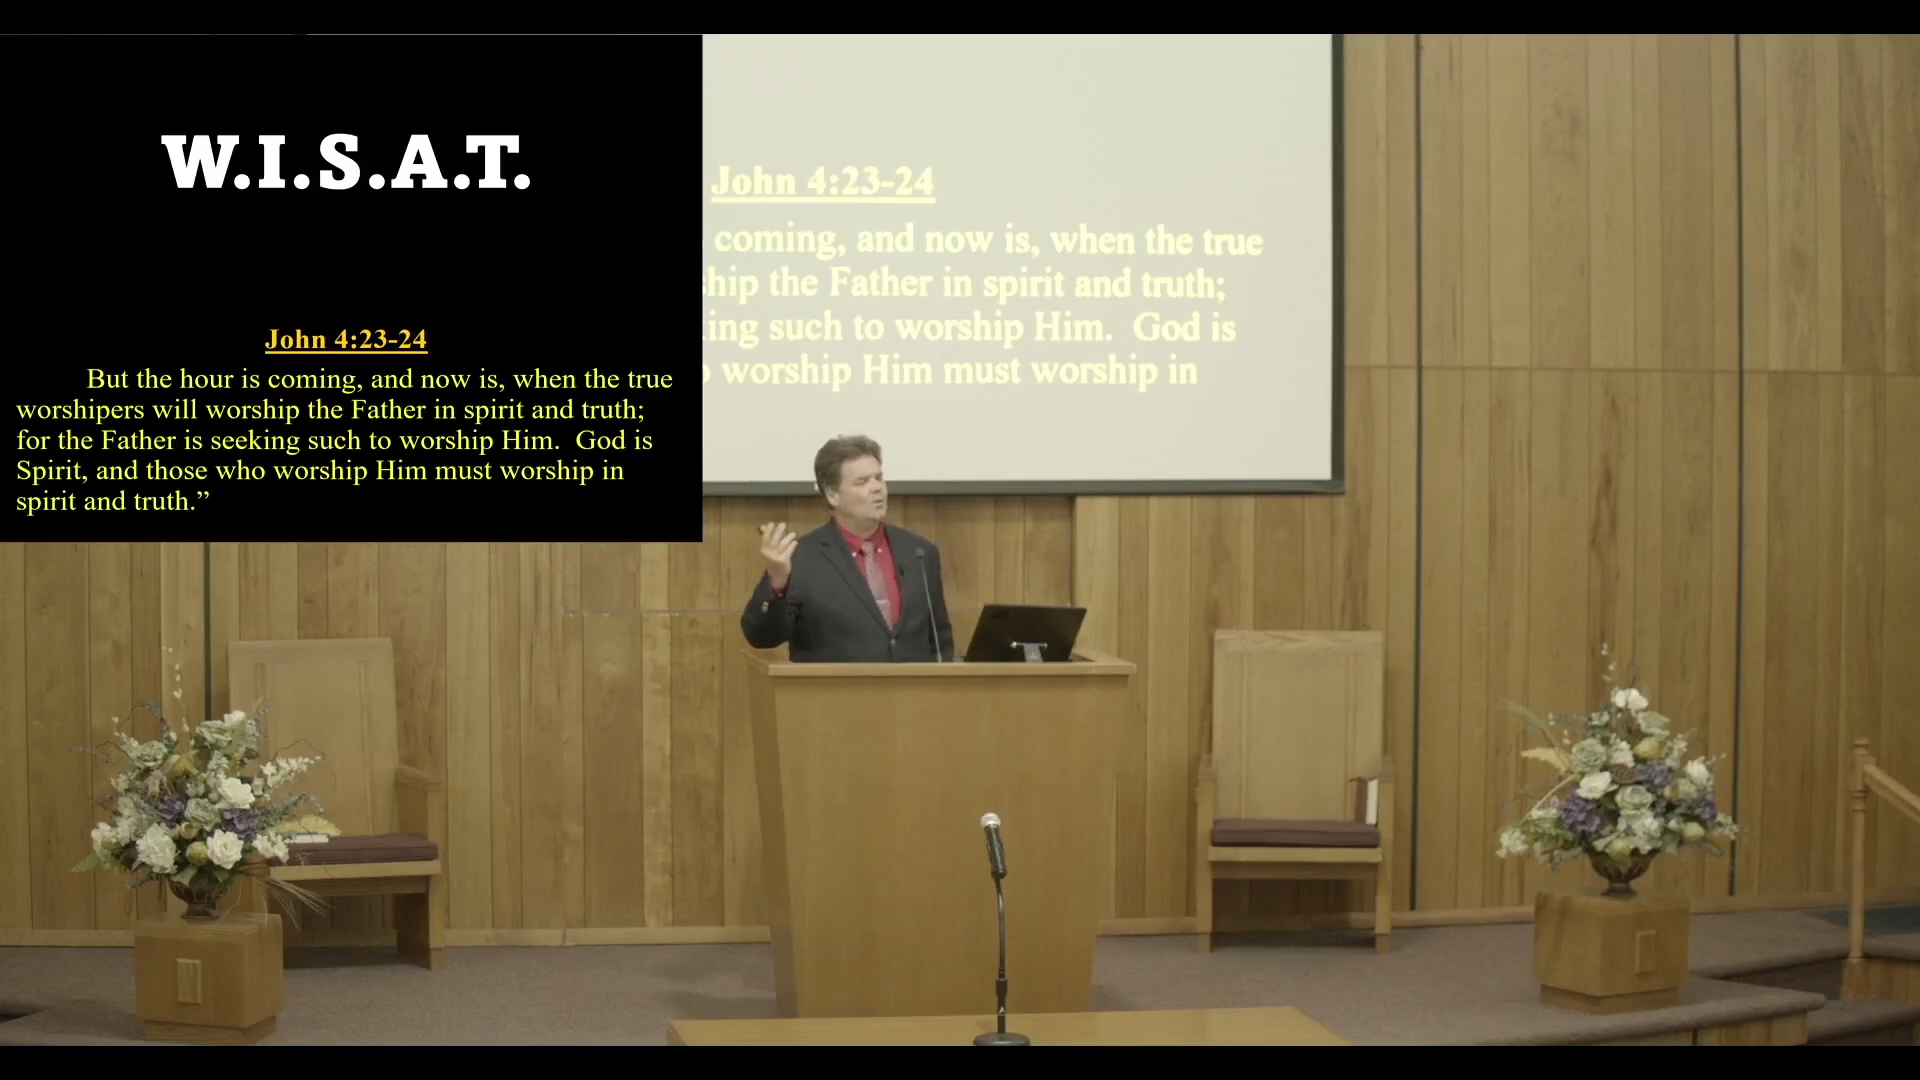 W.I.S.A.T.
John 4:23-24
But the hour is coming, and now is, when the true
worshipers will worship the Father in spirit and truth;
for the Father is seeking such to worship Him.  God is
Spirit, and those who worship Him must worship in
spirit and truth.”
John 4:23-24
coming, and now is, when the true
ship the Father in spirit and truth;
ing such to worship Him.  God is
worship Him must worship in